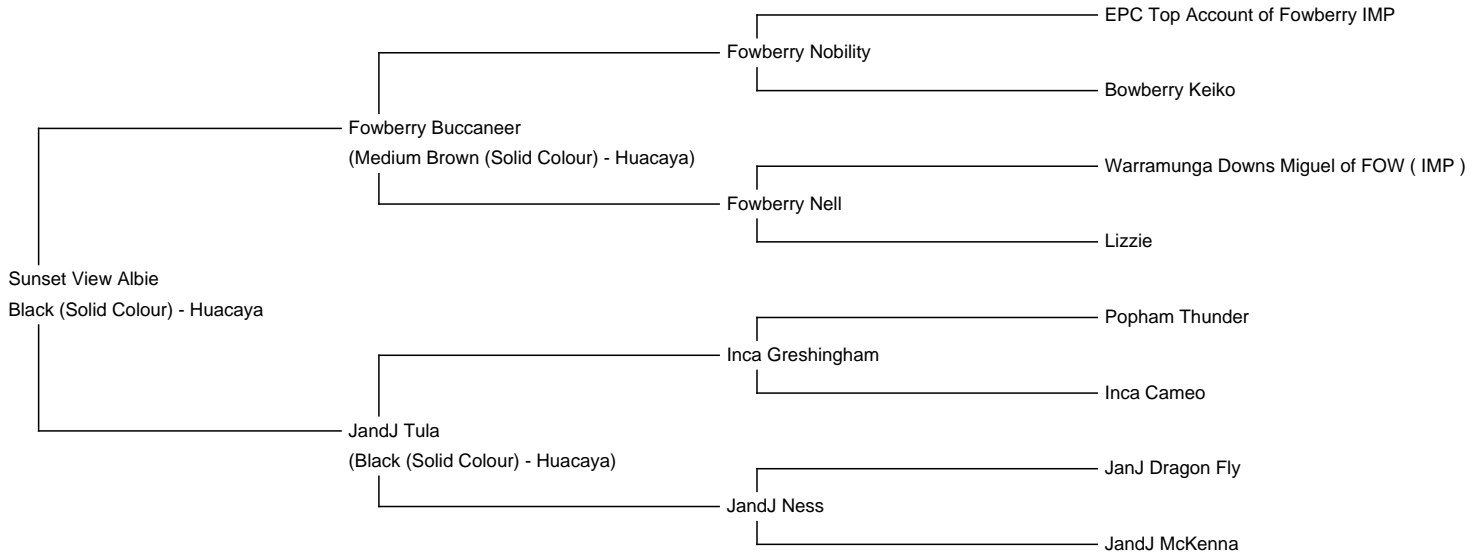 EPC Top Account of Fowberry IMP
Fowberry Nobility
Bowberry Keiko
Fowberry Buccaneer
(Medium Brown (Solid Colour) - Huacaya)
Warramunga Downs Miguel of FOW ( IMP )
Fowberry Nell
Lizzie
Sunset View Albie
Black (Solid Colour) - Huacaya
Popham Thunder
Inca Greshingham
Inca Cameo
JandJ Tula
(Black (Solid Colour) - Huacaya)
JanJ Dragon Fly
JandJ Ness
JandJ McKenna